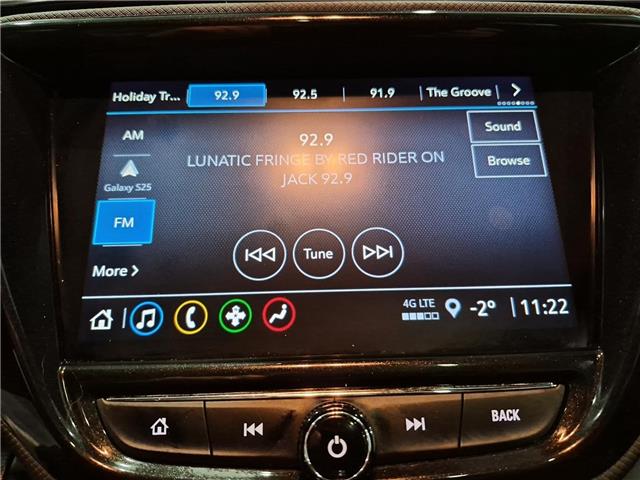 Holiday Tr... 92.9 92.5 91.9 The Groove
AM
Galaxy S25
FM
More
92.9
LUNATIC FRINGE BY RED RIDER ON
JACK 92.9
Sound
Browse
Tune
4G LTE
-2° 11:22
BACK